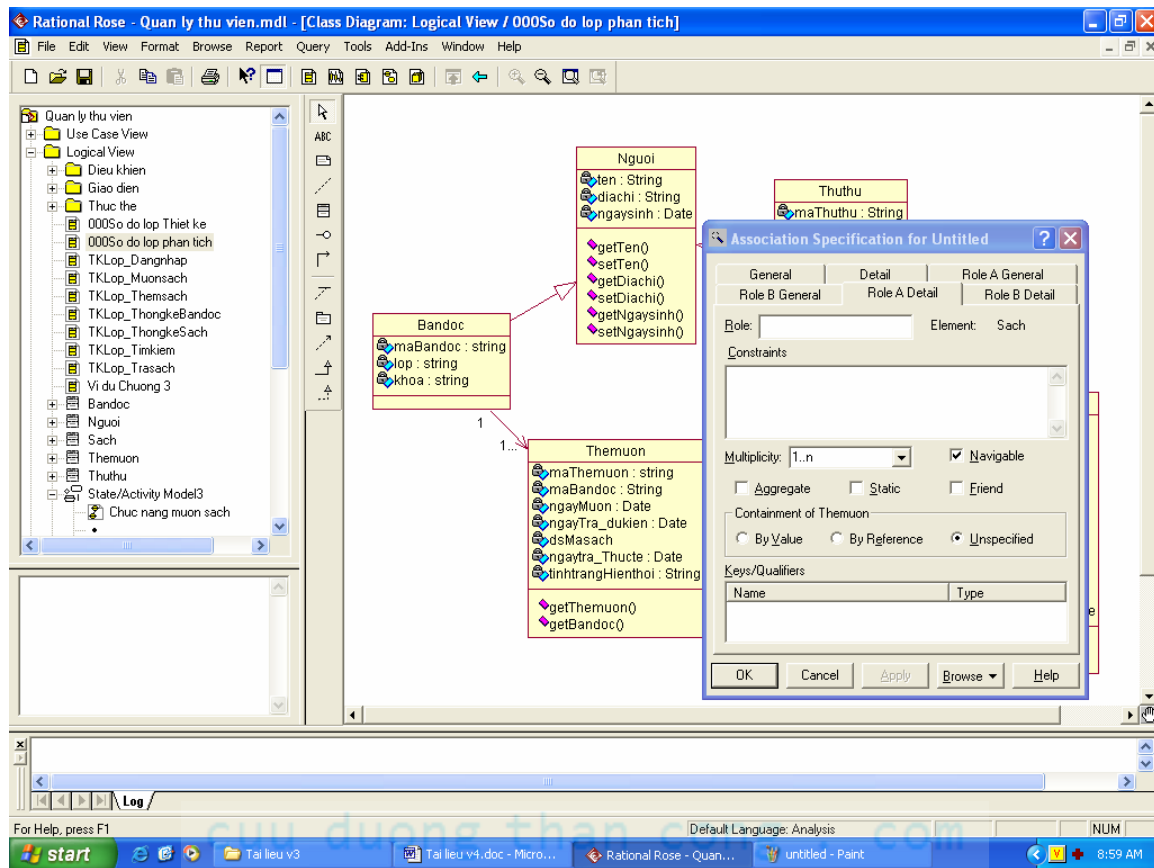 Rational Rose - Quan ly thu vien.mdl - [Class Diagram: Logical View / 000So do lop phan tich]
File Edit View Format Browse Report Query Tools Add-Ins Window Help
ABC
Quan ly thu vien
Use Case View
Logical View
Dieu khien
Giao dien
Thuc the
000So do lop Thiet ke
000So do lop phan tich
TKLop_Dangnhap
TKLop_Muonsach
TKLop_Themsach
TKLop_ThongkeBandoc
TKLop_ThongkeSach
TKLop_Timkiem
TKLop_Trasach
Vi du Chuong 3
Bandoc
Nguoi
Sach
Themuon
Thuthu
State/Activity Model3
Chuc nang muon sach
Nguoi
ten : String
diachi : String
ngaysinh : Date
getTen()
setTen()
getDiachi()
setDiachi()
getNgaysinh()
setNgaysinh()
Thuthu
maThuthu : String
Bandoc
maBandoc : string
lop : string
khoa : string
1
1...
Themuon
maThemuon : string
maBandoc : String
ngayMuon : Date
ngayTra_dukien : Date
dsMasach
ngaytra_Thucte : Date
tinhtrangHienthoi : String
getThemuon()
getBandoc()
e
Association Specification for Untitled
General Detail Role A General
Role B General Role A Detail Role B Detail
Role: Element: Sach
Constraints
Multiplicity: 1..n Navigable
Aggregate Static Friend
Containment of Themuon
By Value By Reference Unspecified
Keys/Qualifiers
Name Type
OK Cancel Apply Browse Help
Log
For Help, press F1 Default Language: Analysis NUM
cuu duong than cong . com
start Tai lieu v3 Tai lieu v4.doc - Micro... Rational Rose - Quan... untitled - Paint V 8:59 AM